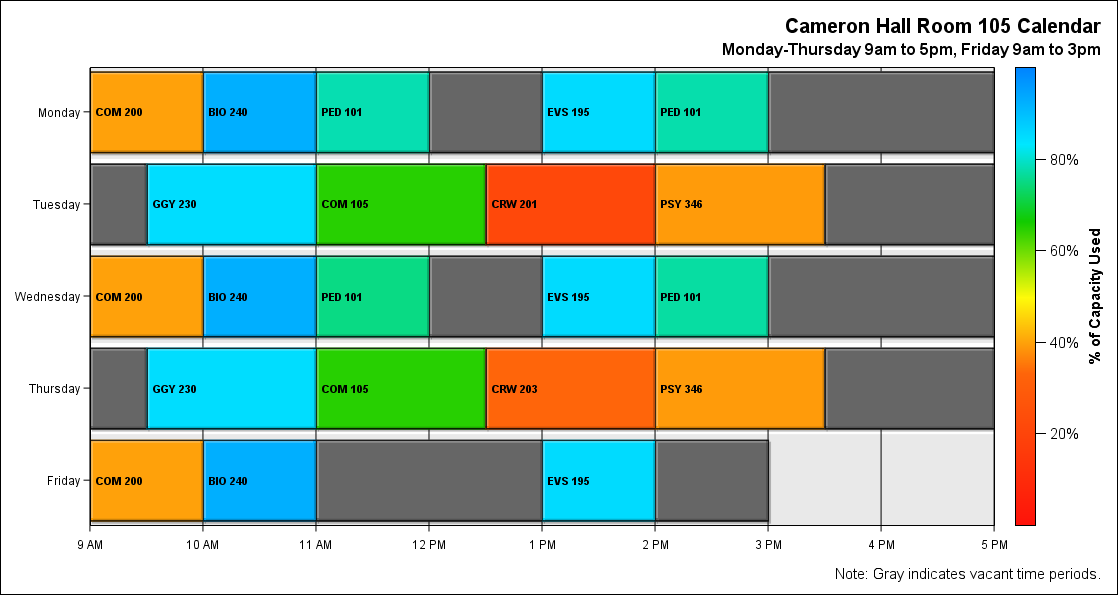 Cameron Hall Room 105 Calendar
Monday-Thursday 9am to 5pm, Friday 9am to 3pm
Monday
COM 200 BIO 240 PED 101 EVS 195 PED 101
Tuesday
GGY 230 COM 105 CRW 201 PSY 346
Wednesday
COM 200 BIO 240 PED 101 EVS 195 PED 101
Thursday
GGY 230 COM 105 CRW 203 PSY 346
Friday
COM 200 BIO 240 EVS 195
9 AM 10 AM 11 AM 12 PM 1 PM 2 PM 3 PM 4 PM 5 PM
80%
60%
40%
20%
% of Capacity Used
Note: Gray indicates vacant time periods.